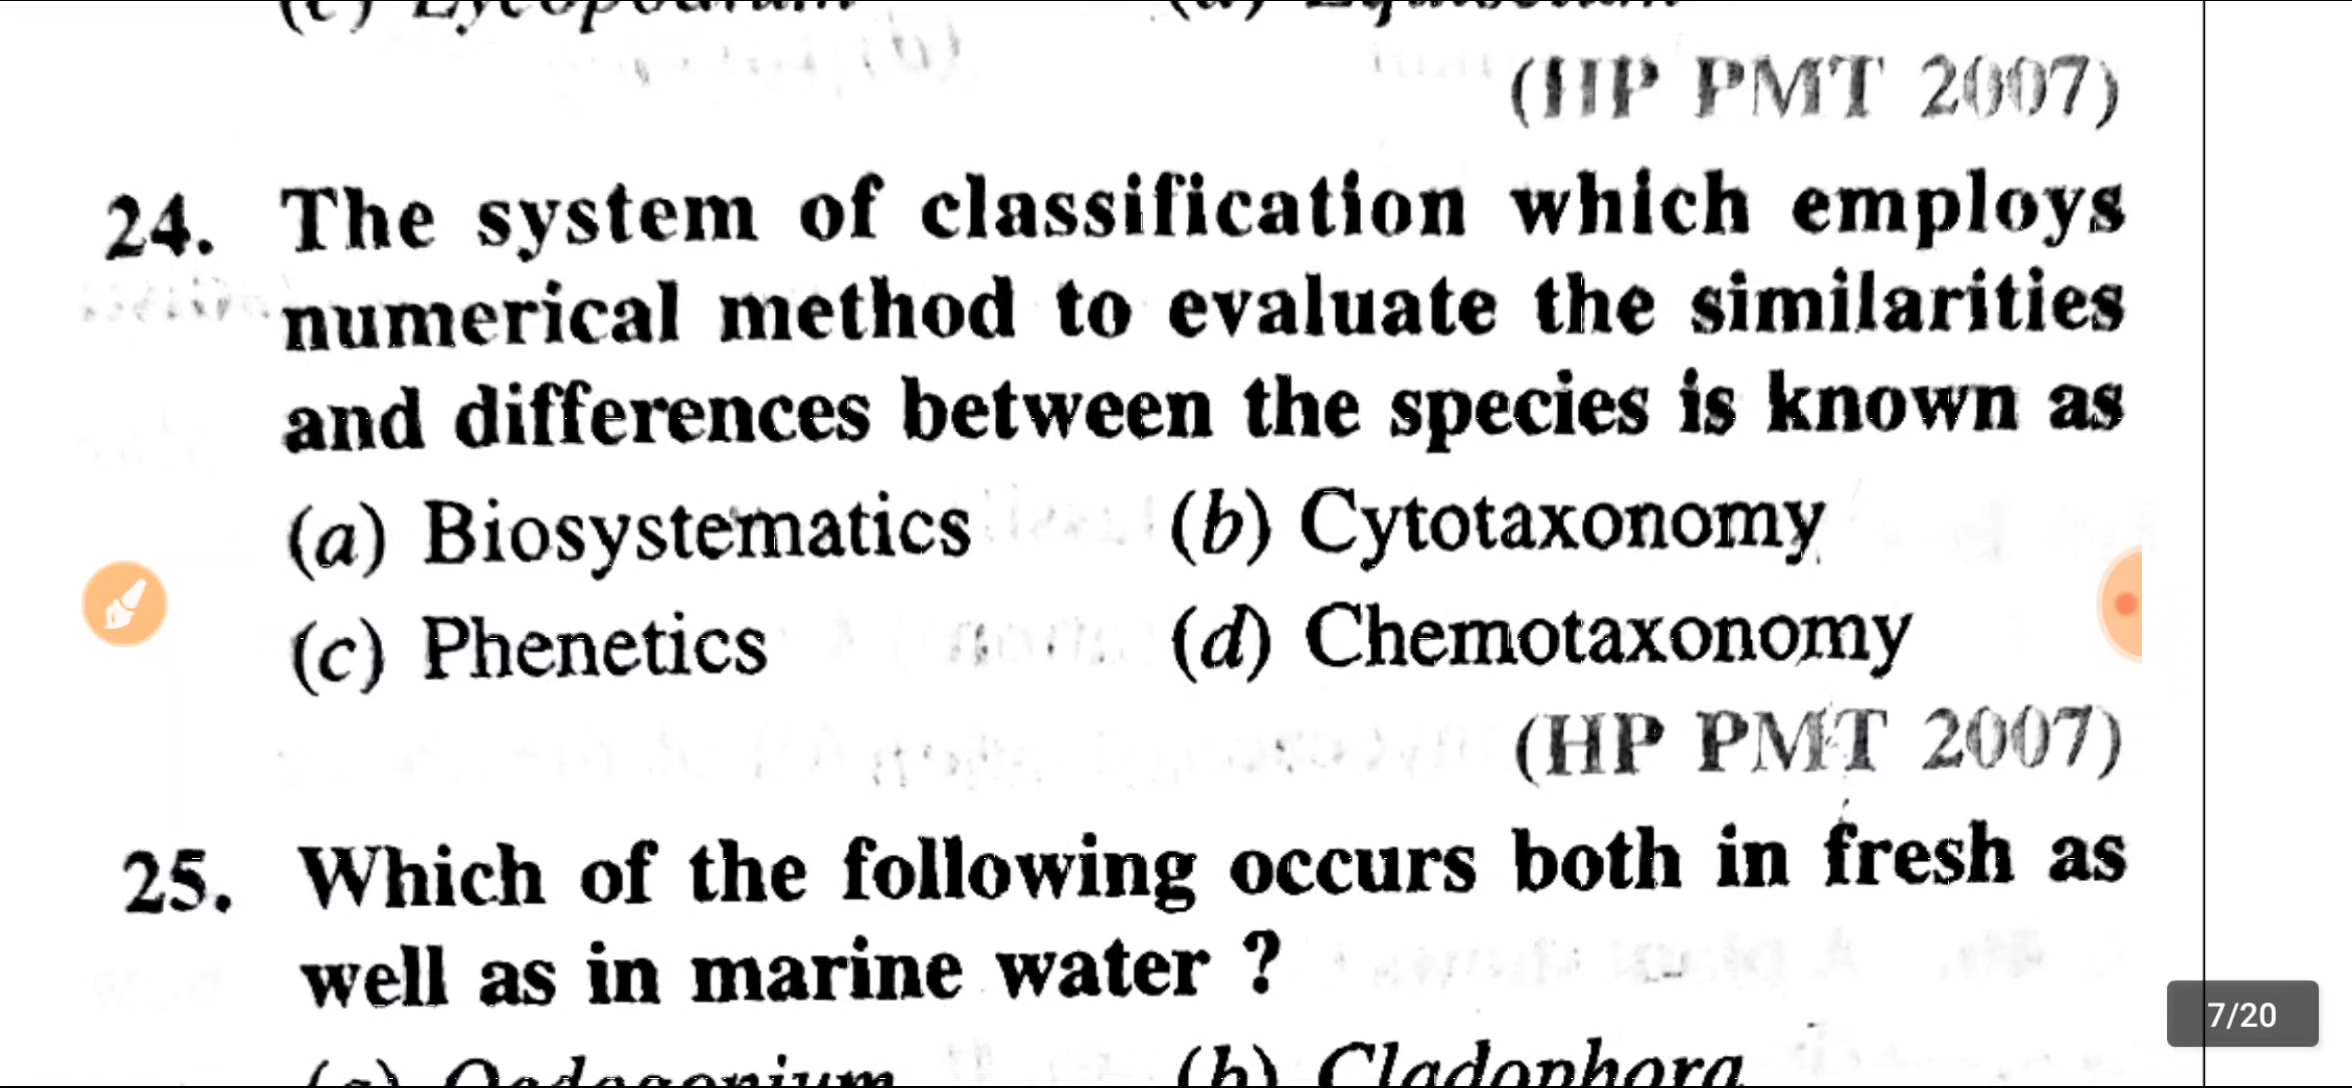 (HP PMT 2007)
24. The system of classification which employs
numerical method to evaluate the similarities
and differences between the species is known as
(a) Biosystematics (b) Cytotaxonomy
(c) Phenetics (d) Chemotaxonomy
(HP PMT 2007)
25. Which of the following occurs both in fresh as
well as in marine water ?
(b) Cladophora
7/20